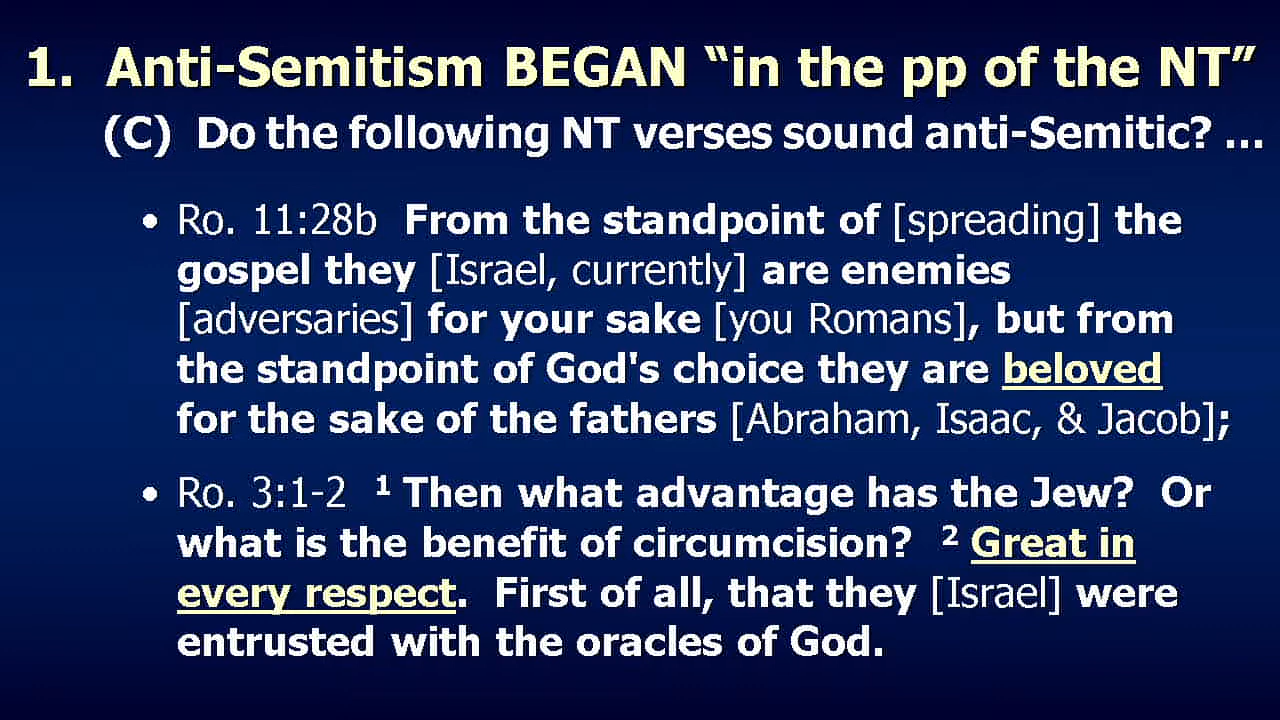 1. Anti-Semitism BEGAN “in the pp of the NT”
(C) Do the following NT verses sound anti-Semitic? ...
• Ro. 11:28b From the standpoint of [spreading] the
gospel they [Israel, currently] are enemies
[adversaries] for your sake [you Romans], but from
the standpoint of God's choice they are beloved
for the sake of the fathers [Abraham, Isaac, & Jacob];
• Ro. 3:1-2 ¹ Then what advantage has the Jew? Or
what is the benefit of circumcision? ² Great in
every respect. First of all, that they [Israel] were
entrusted with the oracles of God.